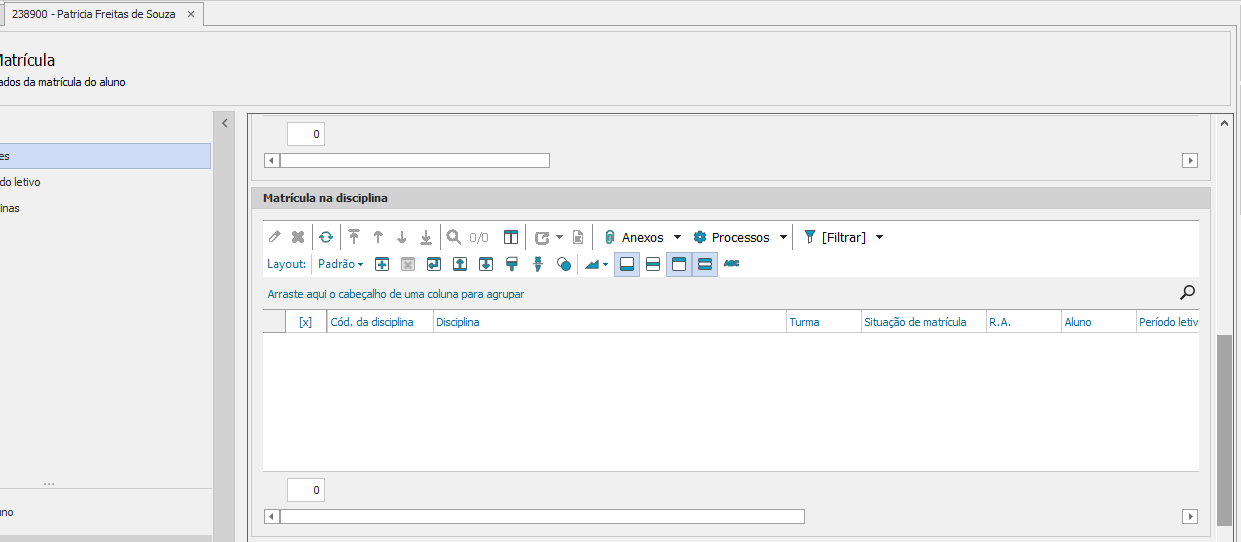 238900 - Patricia Freitas de Souza
Matrícula
ados da matrícula do aluno
es
do letivo
inas
0
Matrícula na disciplina
0/0 Anexos Processos [Filtrar]
Layout: Padrão ABC
Arraste aqui o cabeçalho de uma coluna para agrupar
[x] Cód. da disciplina Disciplina Turma Situação de matrícula R.A. Aluno Período letiv
0
...
uno